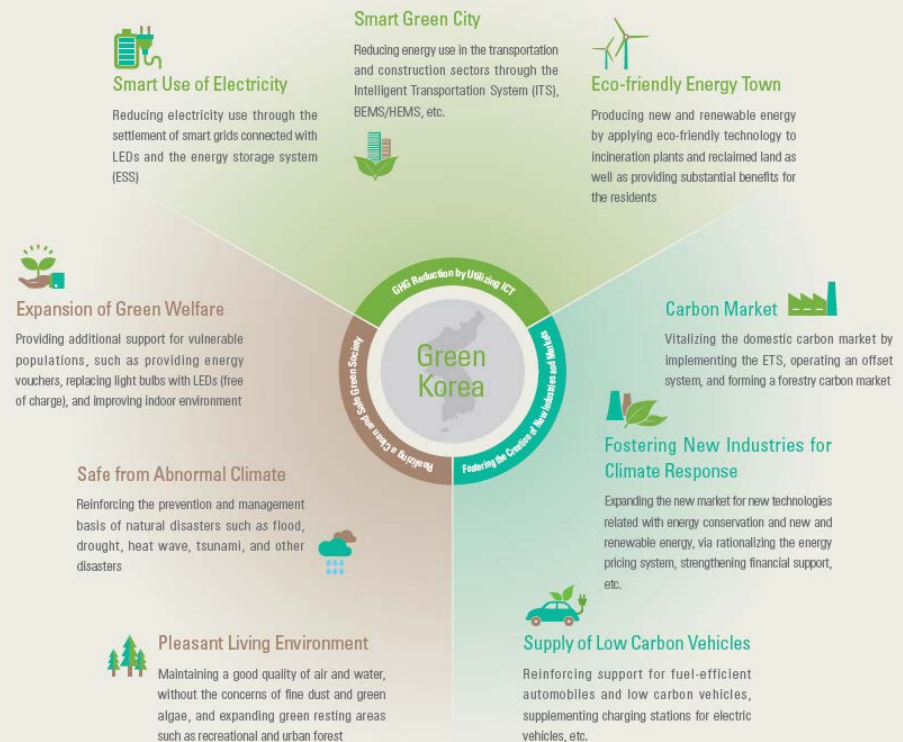 Smart Green City
Reducing energy use in the transportation
and construction sectors through the
Intelligent Transportation System (ITS),
BEMS/HEMS, etc.
Smart Use of Electricity
Reducing electricity use through the
settlement of smart grids connected with
LEDs and the energy storage system
(ESS)
Eco-friendly Energy Town
Producing new and renewable energy
by applying eco-friendly technology to
incineration plants and reclaimed land as
well as providing substantial benefits for
the residents
GHG Reduction by Utilizing ICT
Realizing a Clean and Safe Green Society
Fostering the Creation of New Industries and Markets
Green
Korea
Expansion of Green Welfare
Providing additional support for vulnerable
populations, such as providing energy
vouchers, replacing light bulbs with LEDs (free
of charge), and improving indoor environment
Carbon Market
Vitalizing the domestic carbon market by
implementing the ETS, operating an offset
system, and forming a forestry carbon market
Safe from Abnormal Climate
Reinforcing the prevention and management
basis of natural disasters such as flood,
drought, heat wave, tsunami, and other
disasters
Fostering New Industries for
Climate Response
Expanding the new market for new technologies
related with energy conservation and new and
renewable energy, via rationalizing the energy
pricing system, strengthening financial support,
etc.
Pleasant Living Environment
Maintaining a good quality of air and water,
without the concerns of fine dust and green
algae, and expanding green resting areas
such as recreational and urban forest
Supply of Low Carbon Vehicles
Reinforcing support for fuel-efficient
automobiles and low carbon vehicles,
supplementing charging stations for electric
vehicles, etc.